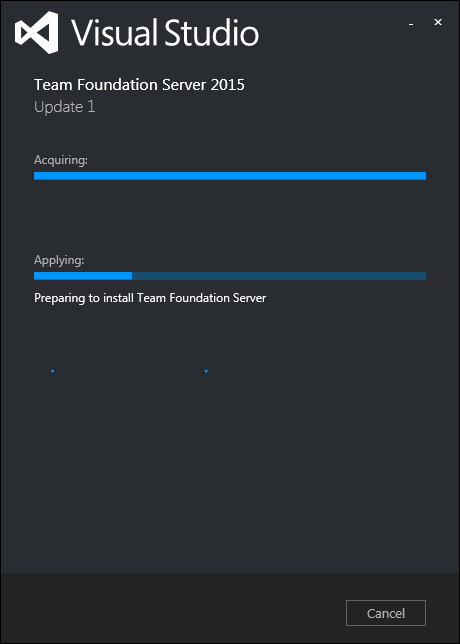 Visual Studio
Team Foundation Server 2015
Update 1
Acquiring:
Applying:
Preparing to install Team Foundation Server
Cancel